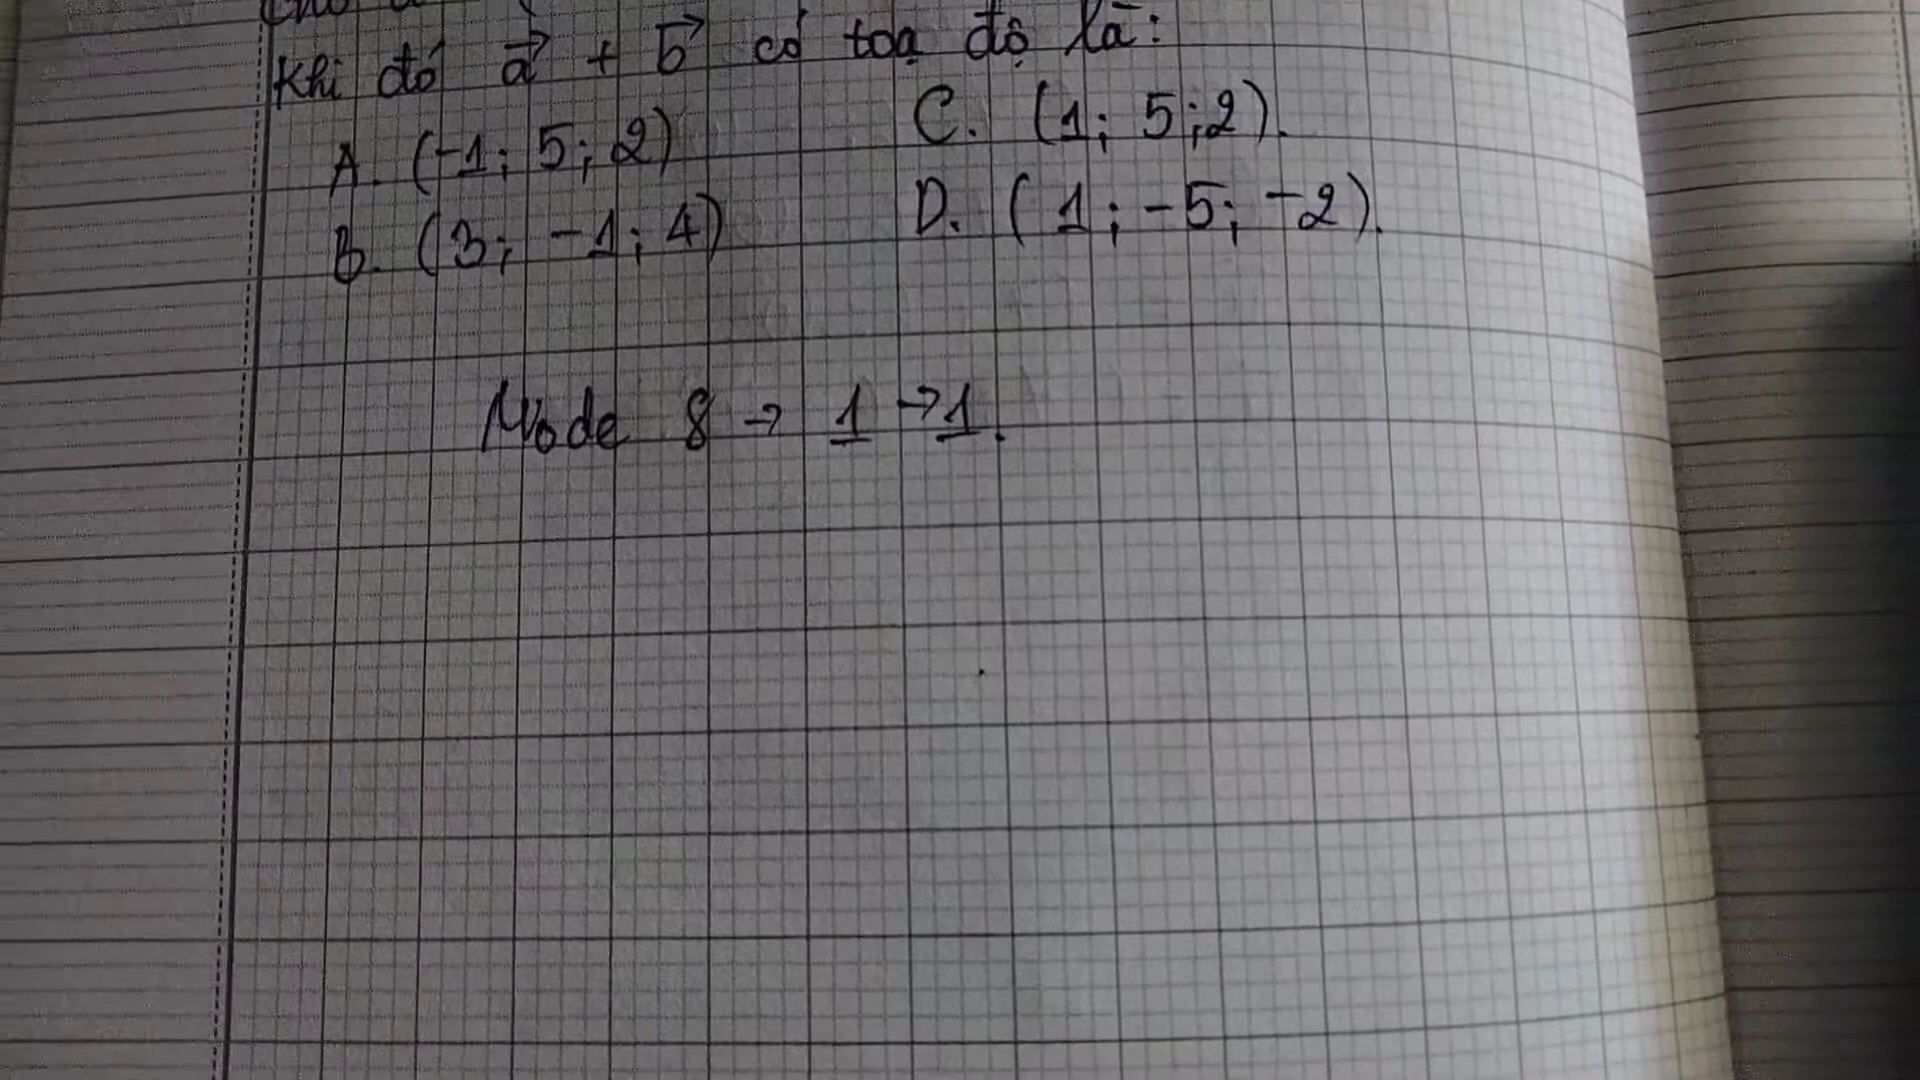 Khi đó a⃗ + b⃗ có toạ độ là:
A. (-1; 5; 2)
C. (1; 5; 2).
B. (3; -1; 4)
D. (1; -5; -2).
Mode 8 → 1 → 1.